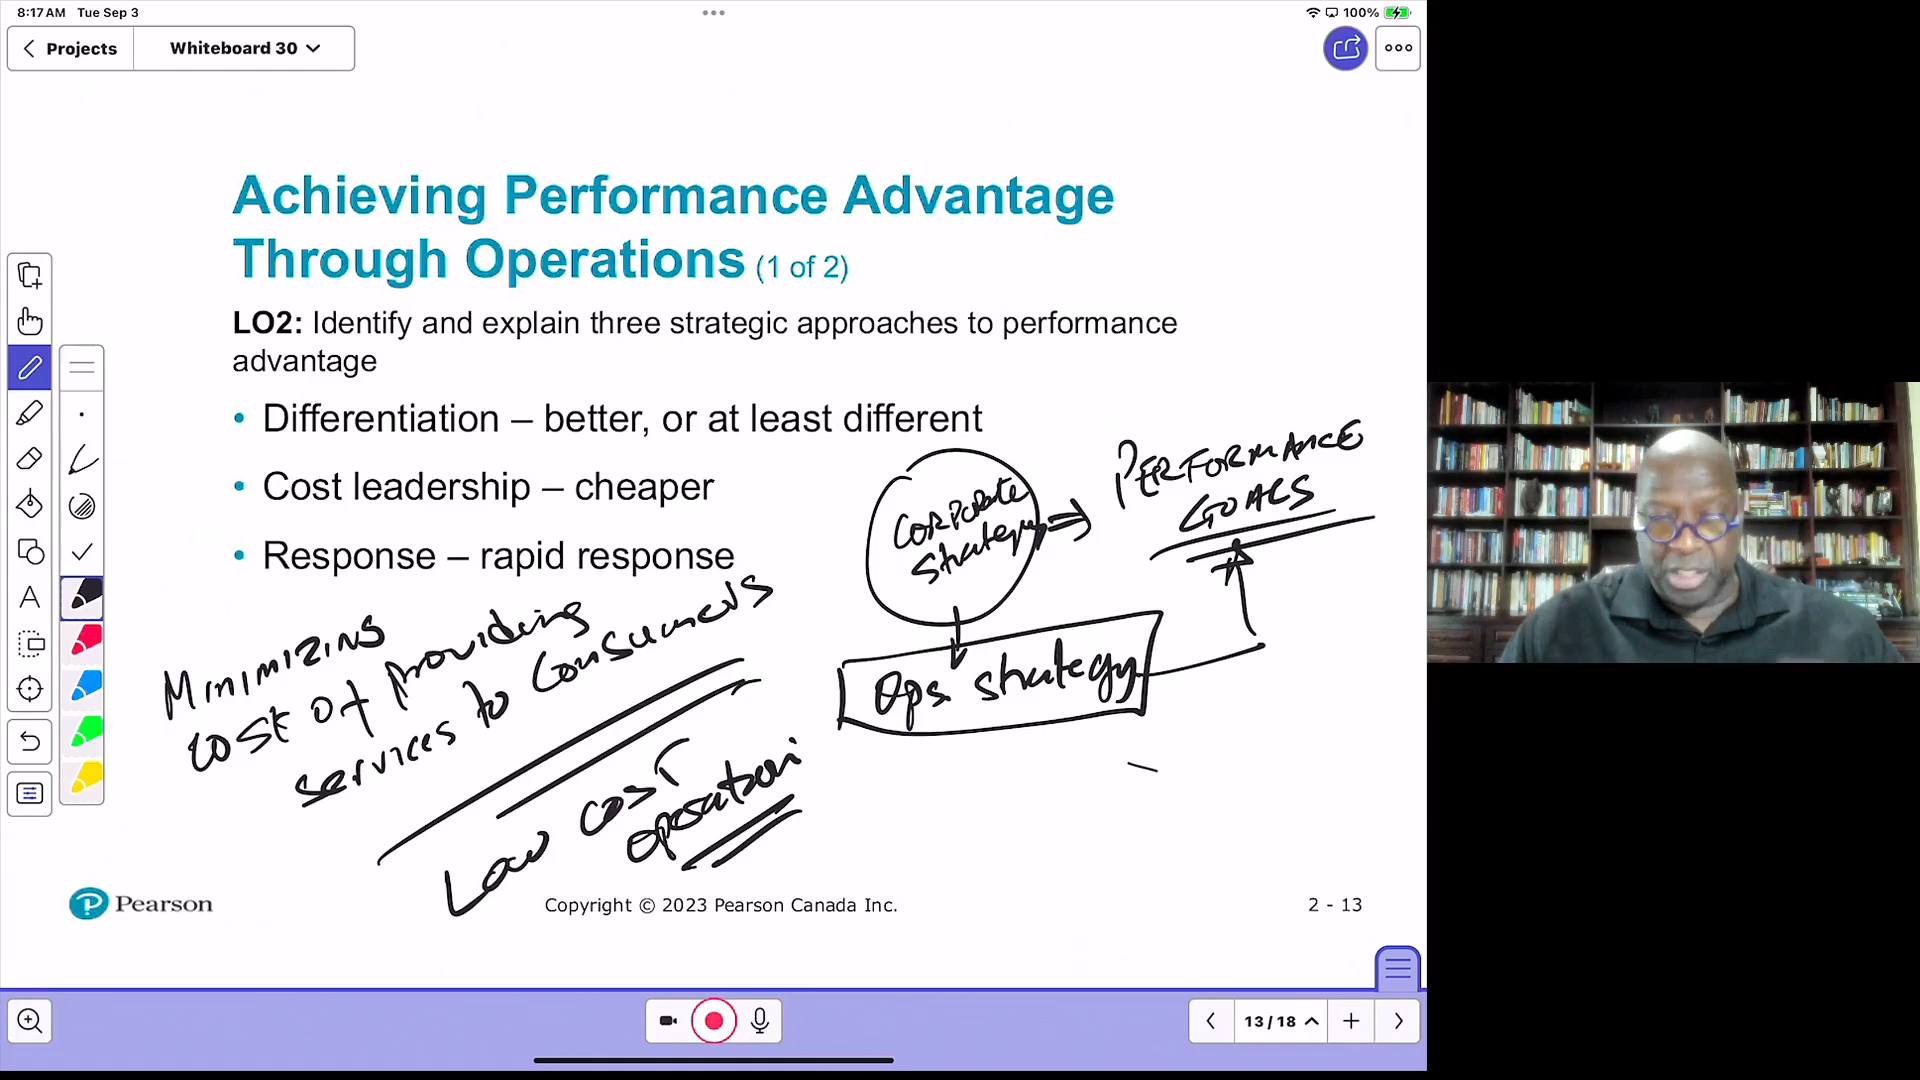 8:17 AM Tue Sep 3
100%
Projects
Whiteboard 30
Achieving Performance Advantage
Through Operations (1 of 2)
LO2: Identify and explain three strategic approaches to performance
advantage
• Differentiation – better, or at least different
• Cost leadership – cheaper
• Response – rapid response
CORPORATE
strategy
PERFORMANCE
GOALS
Ops strategy
MINIMIZING
cost of providing
services to consumers
Low cost
operation
A
Pearson
Copyright © 2023 Pearson Canada Inc.
2 - 13
13 / 18